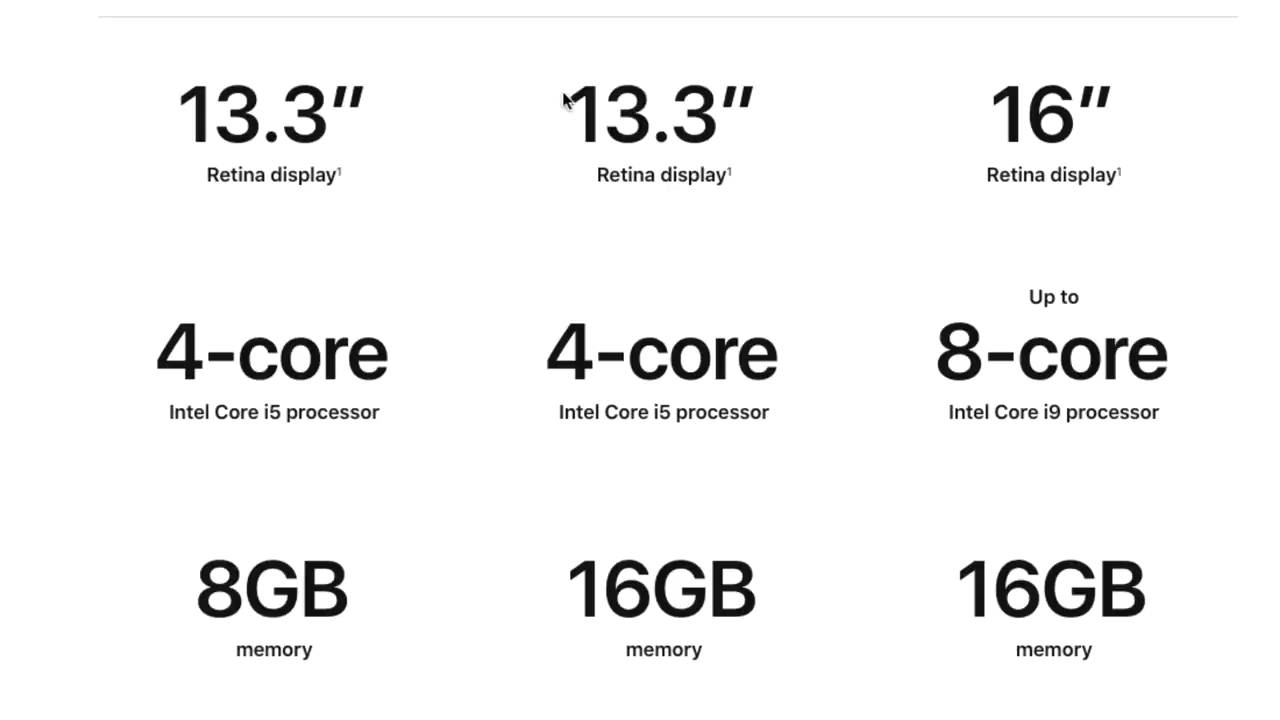 13.3” 13.3” 16”
Retina display¹ Retina display¹ Retina display¹
Up to
4-core 4-core 8-core
Intel Core i5 processor Intel Core i5 processor Intel Core i9 processor
8GB 16GB 16GB
memory memory memory